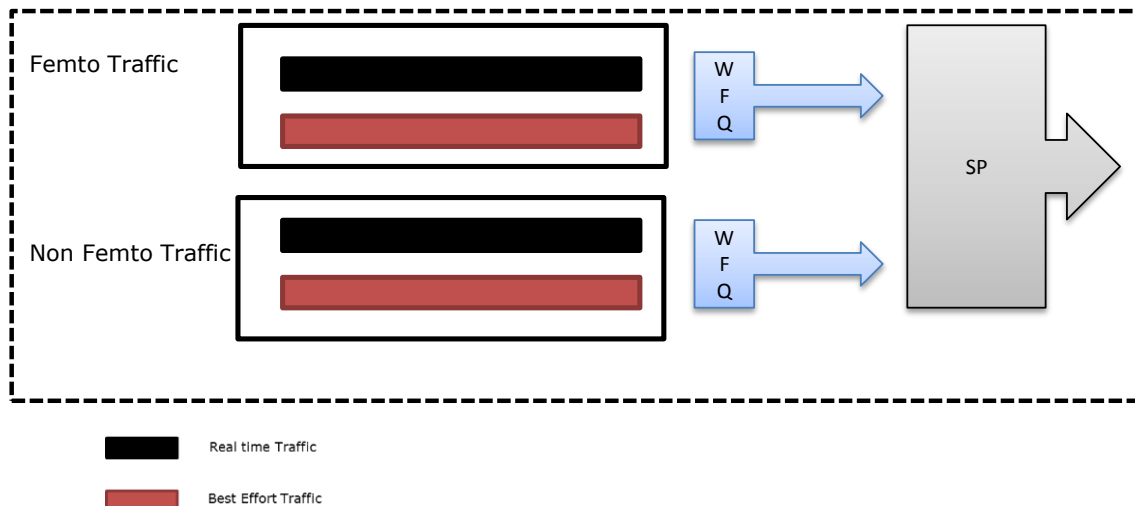 Femto Traffic
W
F
Q
SP
Non Femto Traffic
W
F
Q
Real time Traffic
Best Effort Traffic